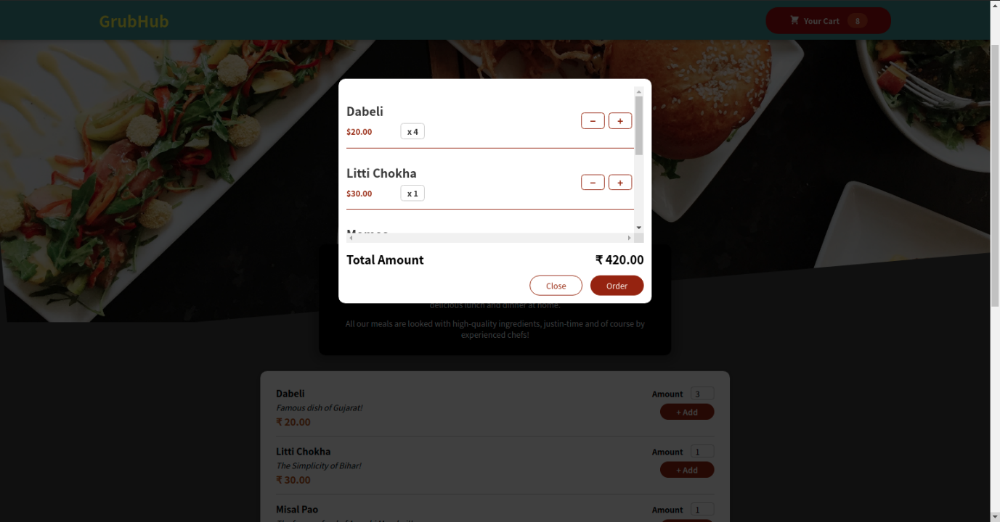 GrubHub
Your Cart 8
Dabeli
$20.00 x 4 − +
Litti Chokha
$30.00 x 1 − +
Total Amount ₹ 420.00
Close Order
delicious lunch and dinner at home.
All our meals are looked with high-quality ingredients, justin-time and of course by
experienced chefs!
Dabeli Amount 3
Famous dish of Gujarat!
+ Add
₹ 20.00
Litti Chokha Amount 1
The Simplicity of Bihar!
+ Add
₹ 30.00
Misal Pao Amount 1